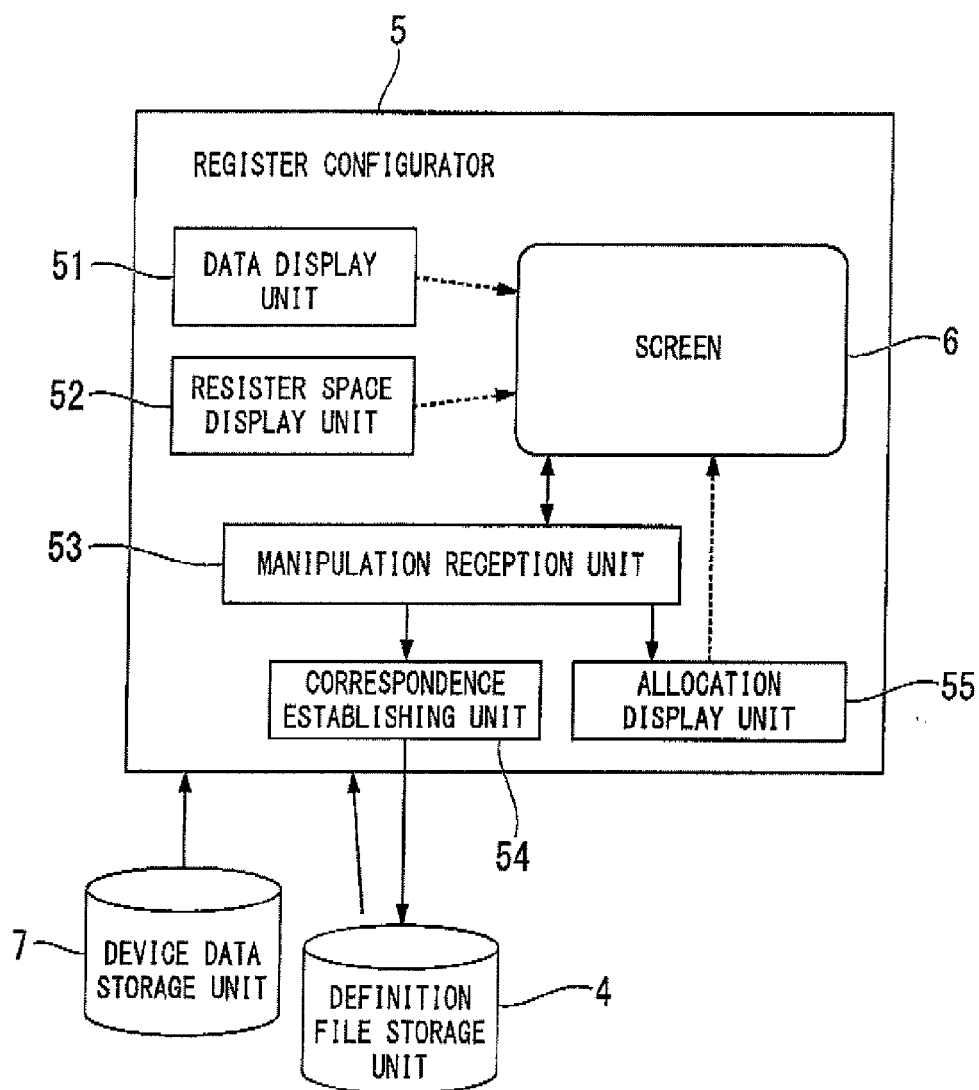 5
REGISTER CONFIGURATOR
51
DATA DISPLAY
UNIT
SCREEN
6
52
RESISTER SPACE
DISPLAY UNIT
53
MANIPULATION RECEPTION UNIT
CORRESPONDENCE
ESTABLISHING UNIT
ALLOCATION
DISPLAY UNIT
55
54
7
DEVICE DATA
STORAGE UNIT
DEFINITION
FILE STORAGE
UNIT
4